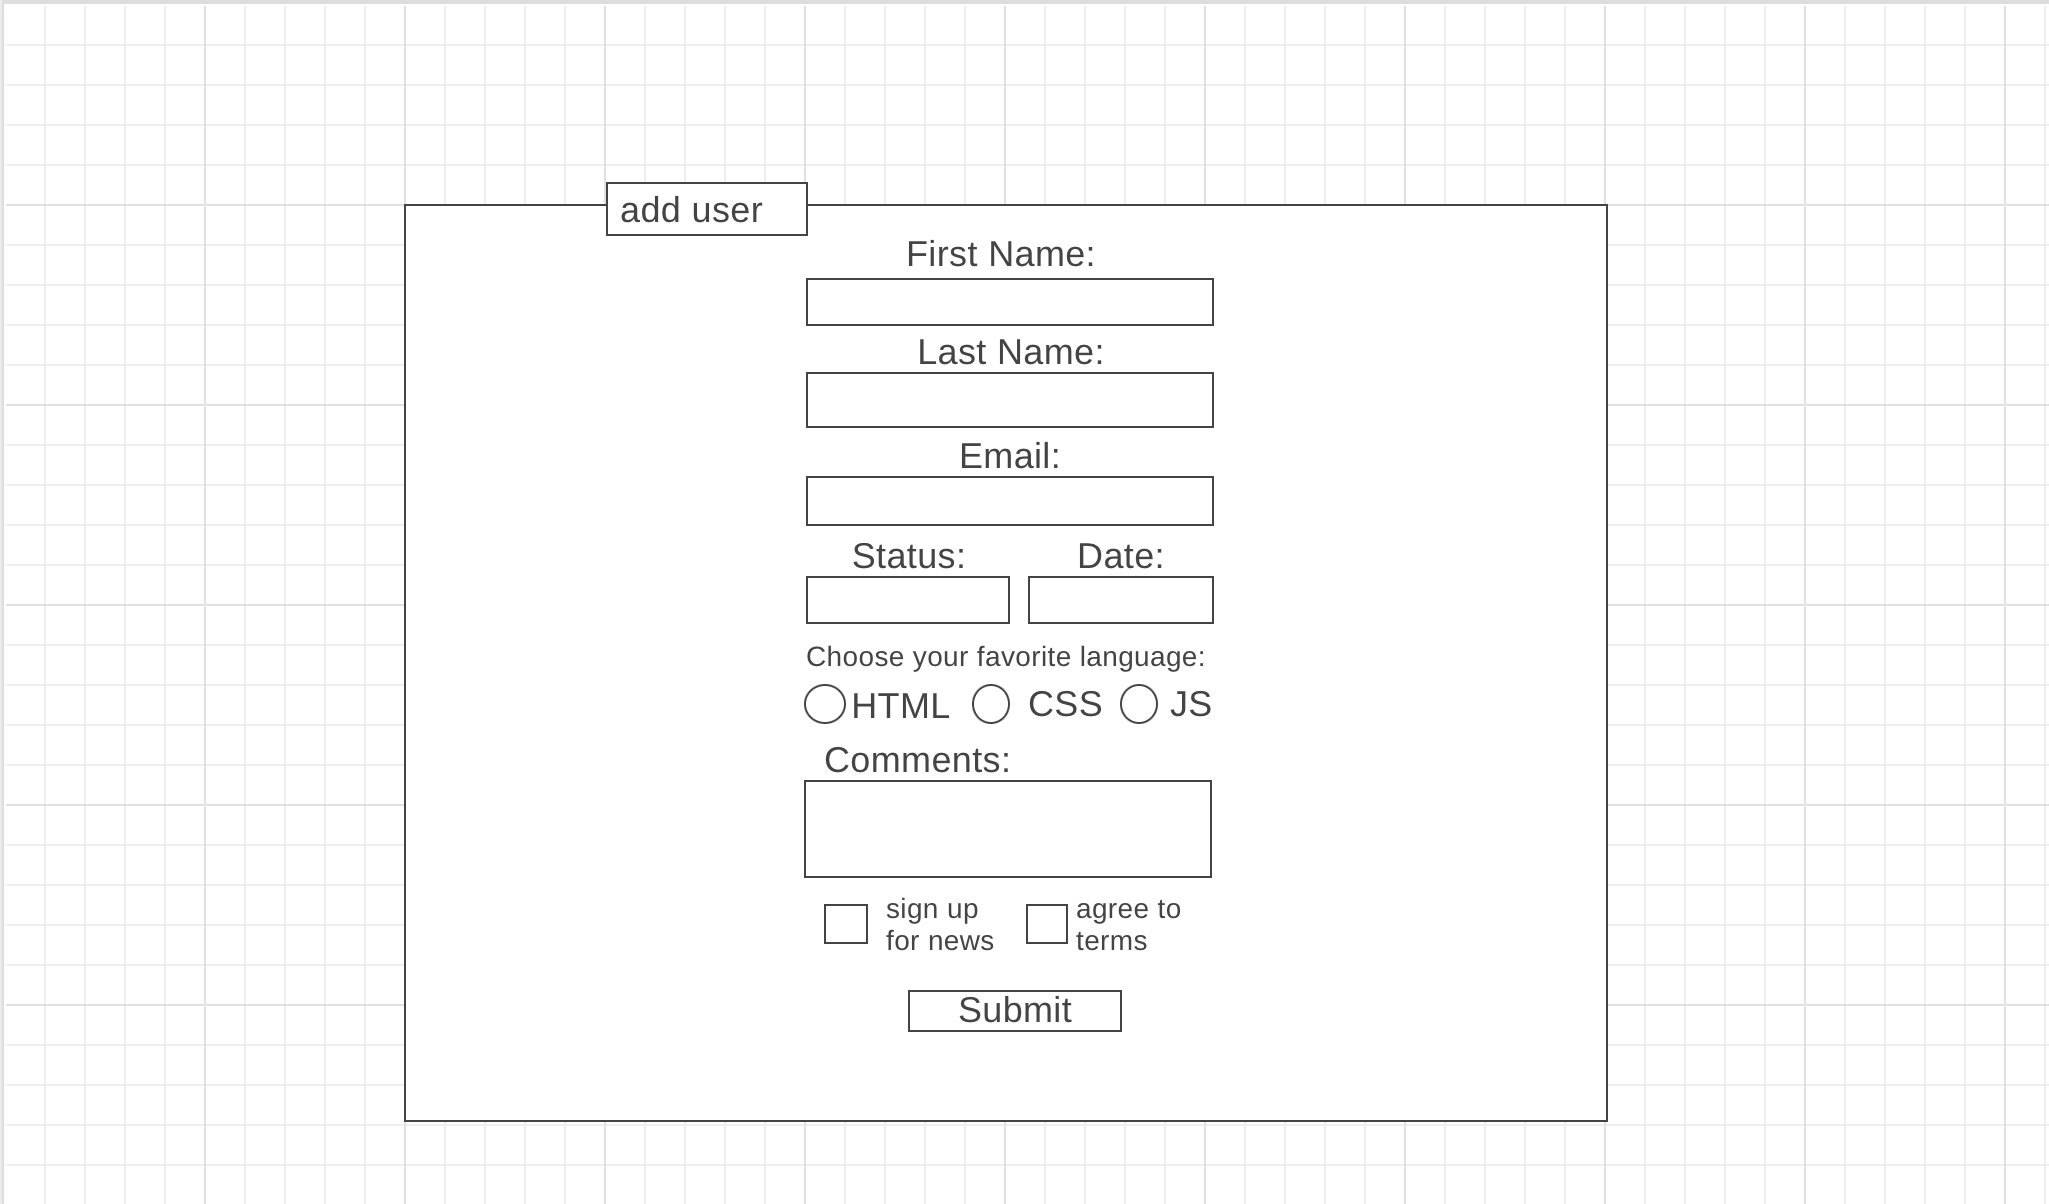 add user
First Name:
Last Name:
Email:
Status:
Date:
Choose your favorite language:
HTML
CSS
JS
Comments:
sign up
for news
agree to
terms
Submit